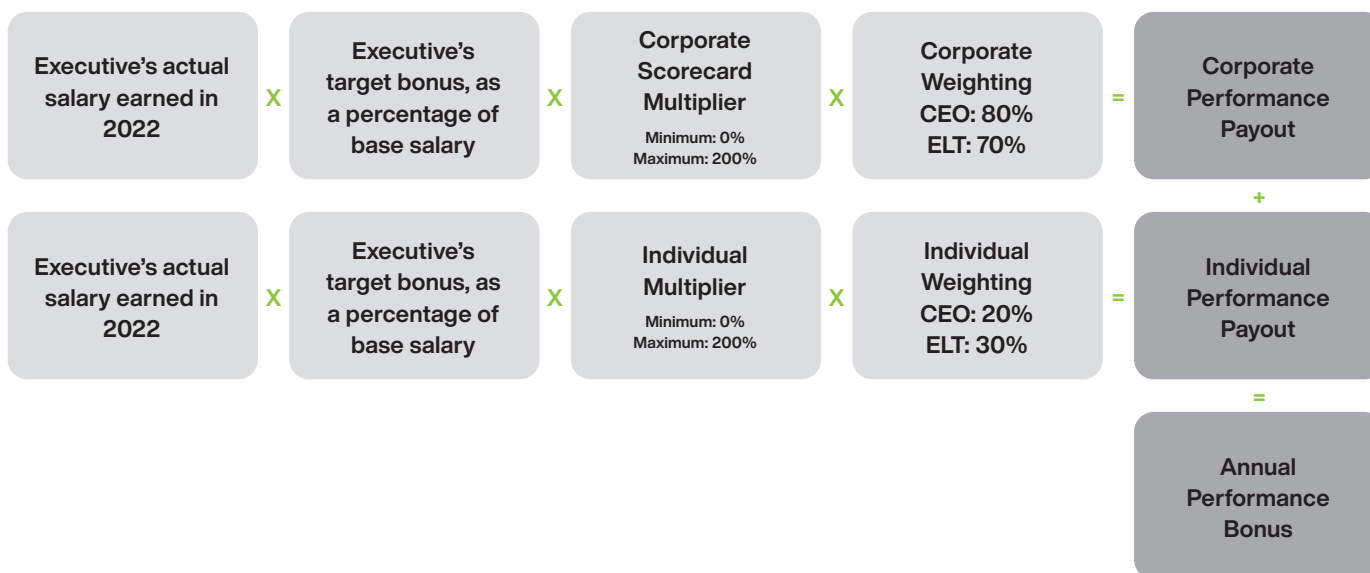 Executive's actual
salary earned in
2022
X
Executive's
target bonus, as
a percentage of
base salary
X
Corporate
Scorecard
Multiplier
Minimum: 0%
Maximum: 200%
X
Corporate
Weighting
CEO: 80%
ELT: 70%
=
Corporate
Performance
Payout
+
Executive's actual
salary earned in
2022
X
Executive's
target bonus, as
a percentage of
base salary
X
Individual
Multiplier
Minimum: 0%
Maximum: 200%
X
Individual
Weighting
CEO: 20%
ELT: 30%
=
Individual
Performance
Payout
=
Annual
Performance
Bonus